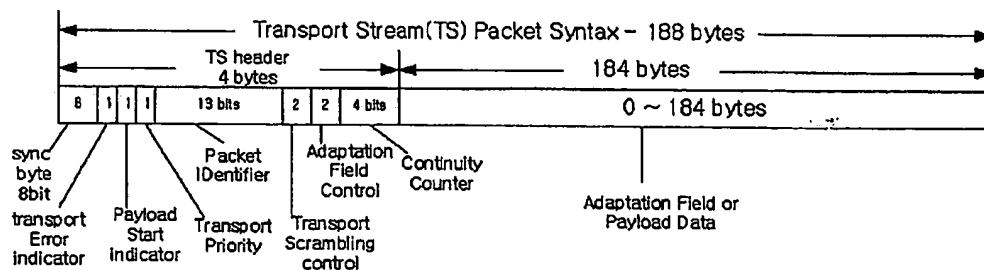 Transport Stream(TS) Packet Syntax - 188 bytes
TS header
4 bytes
184 bytes
8
1
1
1
13 bits
2
2
4 bits
0 ~ 184 bytes
sync
byte
8bit
transport
Error
indicator
Payload
Start
indicator
Transport
Priority
Packet
IDentifier
Transport
Scrambling
control
Adaptation
Field
Control
Continuity
Counter
Adaptation Field or
Payload Data